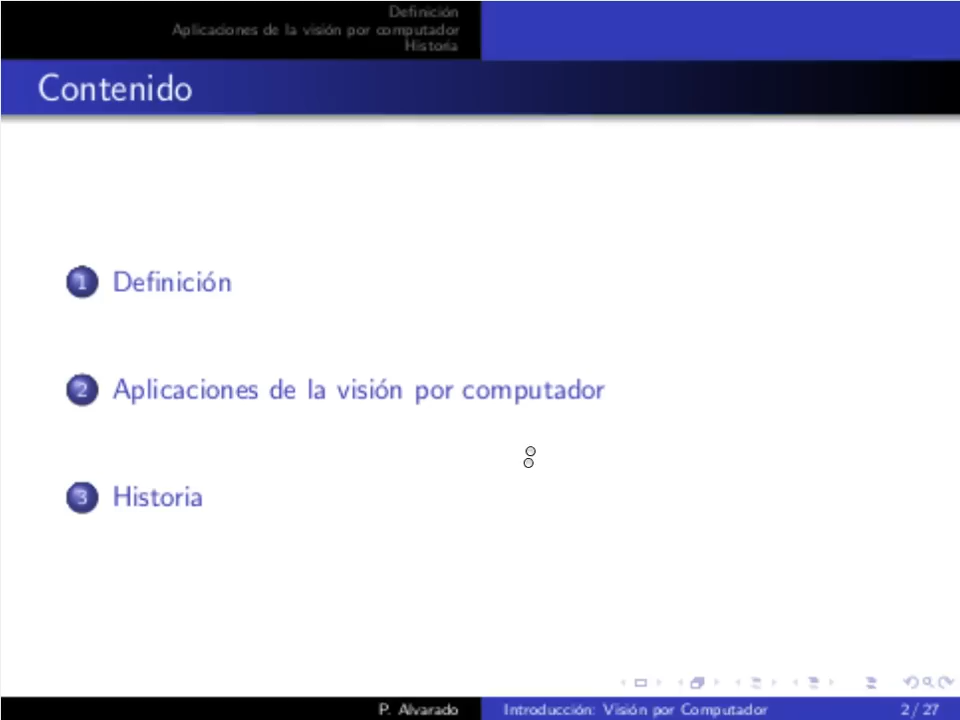 Definición
Aplicaciones de la visión por computador
Historia
Contenido
1 Definición
2 Aplicaciones de la visión por computador
3 Historia
P. Alvarado Introducción: Visión por Computador 2 / 27